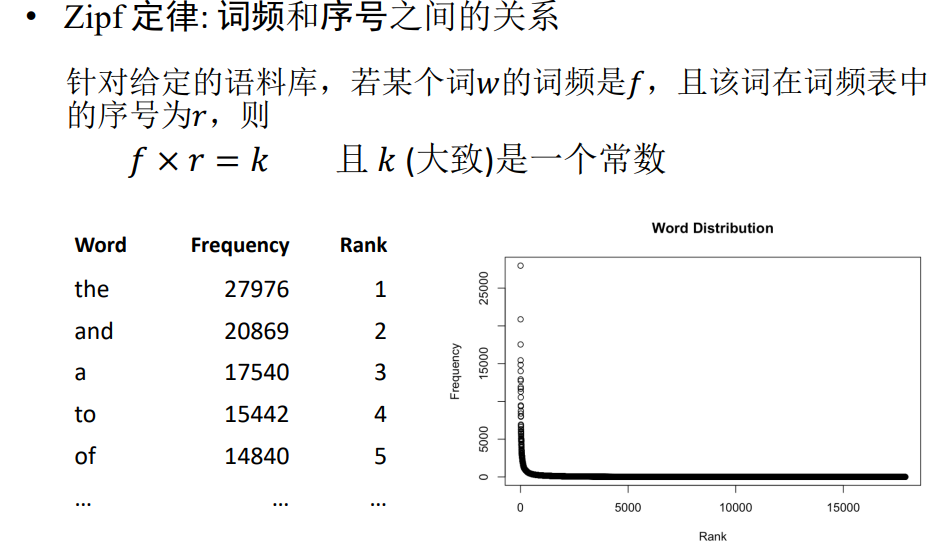 • Zipf 定律: 词频和序号之间的关系
针对给定的语料库，若某个词w的词频是f，且该词在词频表中
的序号为r，则
f × r = k 且 k (大致)是一个常数
Word Frequency Rank
the 27976 1
and 20869 2
a 17540 3
to 15442 4
of 14840 5
... ... ...
Word Distribution
Frequency
25000
15000
5000
0
0 5000 10000 15000
Rank